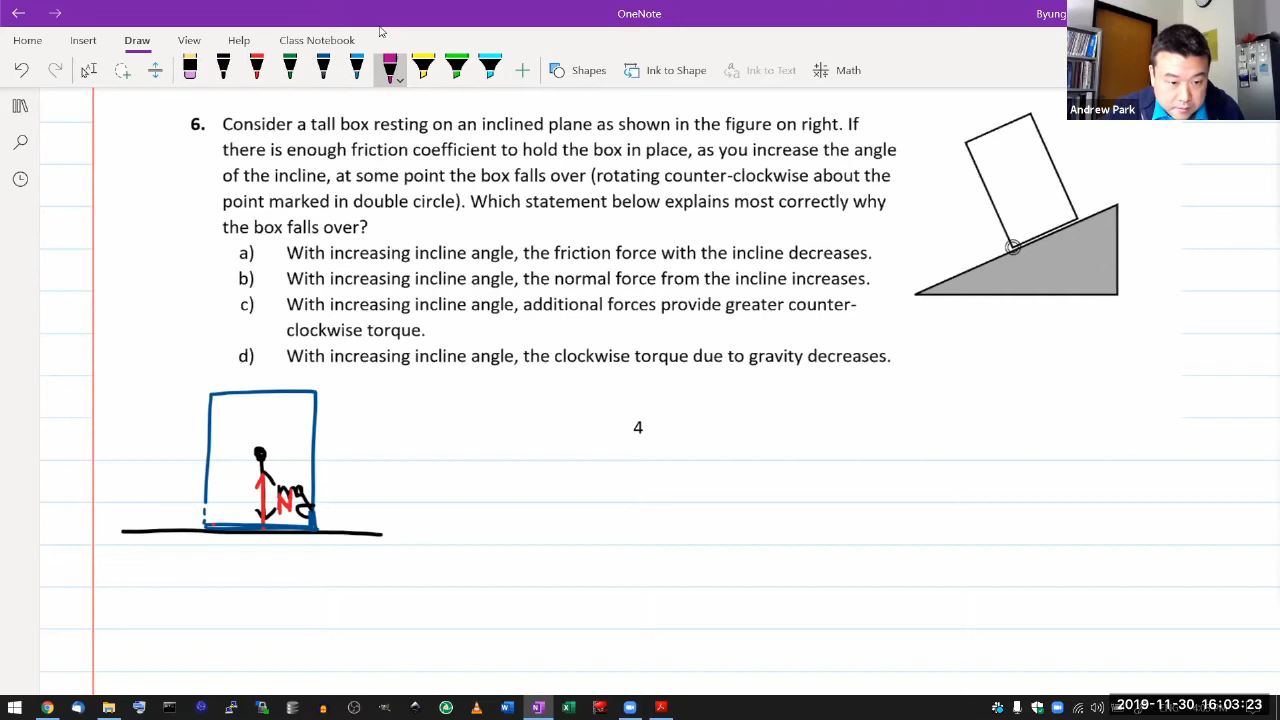 OneNote
Byung
Home Insert Draw View Help Class Notebook
Shapes Ink to Shape Ink to Text Math
Andrew Park
6. Consider a tall box resting on an inclined plane as shown in the figure on right. If
there is enough friction coefficient to hold the box in place, as you increase the angle
of the incline, at some point the box falls over (rotating counter-clockwise about the
point marked in double circle). Which statement below explains most correctly why
the box falls over?
a) With increasing incline angle, the friction force with the incline decreases.
b) With increasing incline angle, the normal force from the incline increases.
c) With increasing incline angle, additional forces provide greater counter-
clockwise torque.
d) With increasing incline angle, the clockwise torque due to gravity decreases.
4
mg
N
2019-11-30 16:03:23